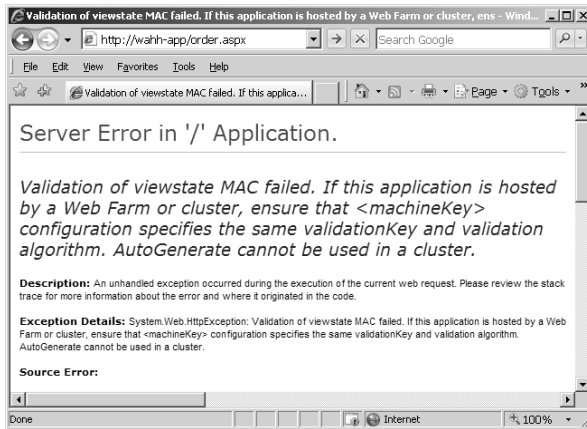 Validation of viewstate MAC failed. If this application is hosted by a Web Farm or cluster, ens - Wind...
http://wahh-app/order.aspx
Search Google
File Edit View Favorites Tools Help
Validation of viewstate MAC failed. If this applica...
Page Tools »
Server Error in '/' Application.
Validation of viewstate MAC failed. If this application is hosted
by a Web Farm or cluster, ensure that <machineKey>
configuration specifies the same validationKey and validation
algorithm. AutoGenerate cannot be used in a cluster.
Description: An unhandled exception occurred during the execution of the current web request. Please review the stack
trace for more information about the error and where it originated in the code.
Exception Details: System.Web.HttpException: Validation of viewstate MAC failed. If this application is hosted by a Web
Farm or cluster, ensure that <machineKey> configuration specifies the same validationKey and validation algorithm.
AutoGenerate cannot be used in a cluster.
Source Error:
Done Internet 100%